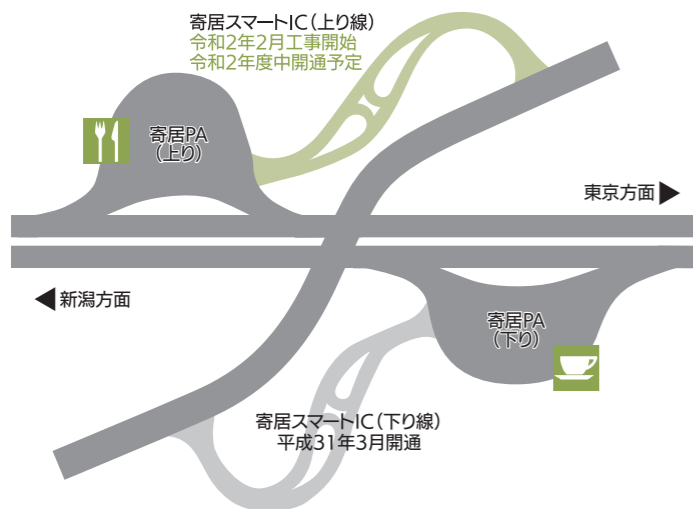 寄居スマートIC(上り線)
令和2年2月工事開始
令和2年度中開通予定
寄居PA
(上り)
東京方面
新潟方面
寄居PA
(下り)
寄居スマートIC(下り線)
平成31年3月開通